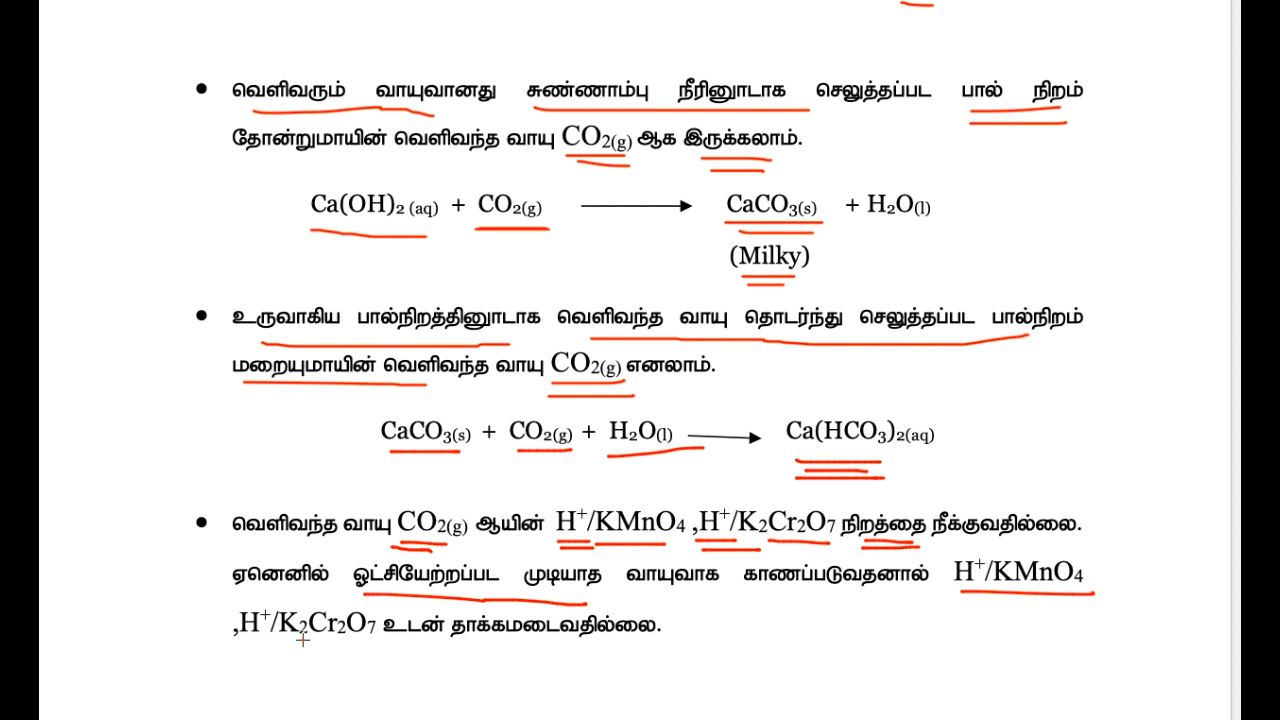 • வெளிவரும் வாயுவானது சுண்ணாம்பு நீரினூடாக செலுத்தப்பட பால் நிறம்
தோன்றுமாயின் வெளிவந்த வாயு CO₂(g) ஆக இருக்கலாம்.
Ca(OH)₂ (aq) + CO₂(g) ⟶ CaCO₃(s) + H₂O(l)
(Milky)
• உருவாகிய பால்நிறத்தினூடாக வெளிவந்த வாயு தொடர்ந்து செலுத்தப்பட பால்நிறம்
மறையுமாயின் வெளிவந்த வாயு CO₂(g) எனலாம்.
CaCO₃(s) + CO₂(g) + H₂O(l) ⟶ Ca(HCO₃)₂(aq)
• வெளிவந்த வாயு CO₂(g) ஆயின் H⁺/KMnO₄ ,H⁺/K₂Cr₂O₇ நிறத்தை நீக்குவதில்லை.
ஏனெனில் ஓட்சியேற்றப்பட முடியாத வாயுவாக காணப்படுவதனால் H⁺/KMnO₄
,H⁺/K₂Cr₂O₇ உடன் தாக்கமடைவதில்லை.